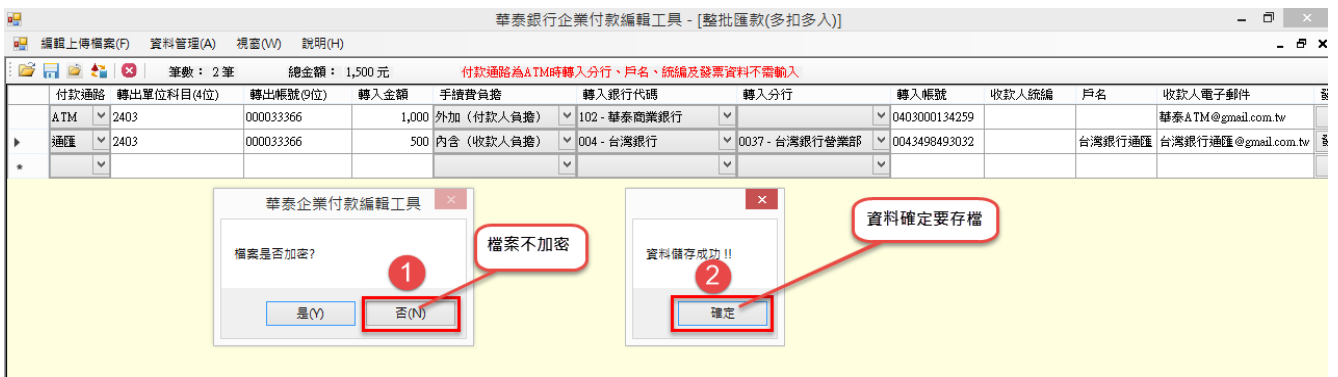 華泰銀行企業付款編輯工具 - [整批匯款(多扣多入)]
編輯上傳檔案(F) 資料管理(A) 視窗(W) 說明(H)
筆數： 2 筆 總金額： 1,500 元 付款通路為ATM時轉入分行、戶名、統編及發票資料不需輸入
付款通路 轉出單位科目(4位) 轉出帳號(9位) 轉入金額 手續費負擔 轉入銀行代碼 轉入分行 轉入帳號 收款人統編 戶名 收款人電子郵件
ATM 2403 000033366 1,000 外加（付款人負擔） 102 - 華泰商業銀行 0403000134259 華泰ATM@gmail.com.tw
通匯 2403 000033366 500 內含（收款人負擔） 004 - 台灣銀行 0037 - 台灣銀行營業部 0043498493032 台灣銀行通匯 台灣銀行通匯@gmail.com.tw
華泰企業付款編輯工具
檔案是否加密?
1
是(Y) 否(N)
檔案不加密
資料儲存成功 !!
2
確定
資料確定要存檔